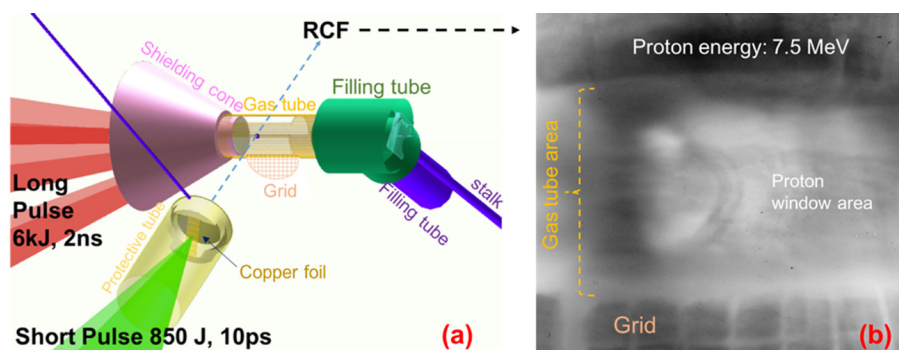 RCF
Shielding cone
Gas tube
Filling tube
Long
Pulse
6kJ, 2ns
Grid
Filling tube
stalk
Protective tube
Copper foil
Short Pulse 850 J, 10ps
(a)
Proton energy: 7.5 MeV
Gas tube area
Proton
window area
Grid
(b)